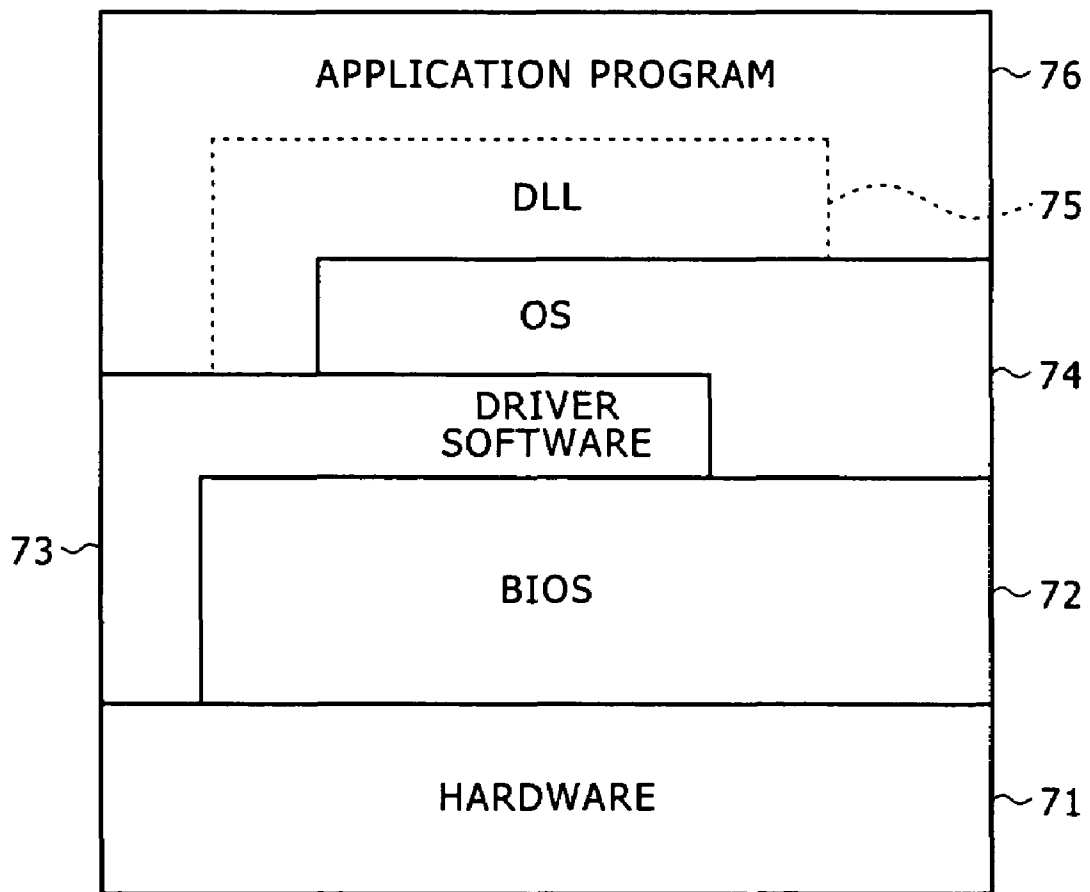 APPLICATION PROGRAM
76
DLL
75
OS
74
DRIVER
SOFTWARE
73
BIOS
72
HARDWARE
71